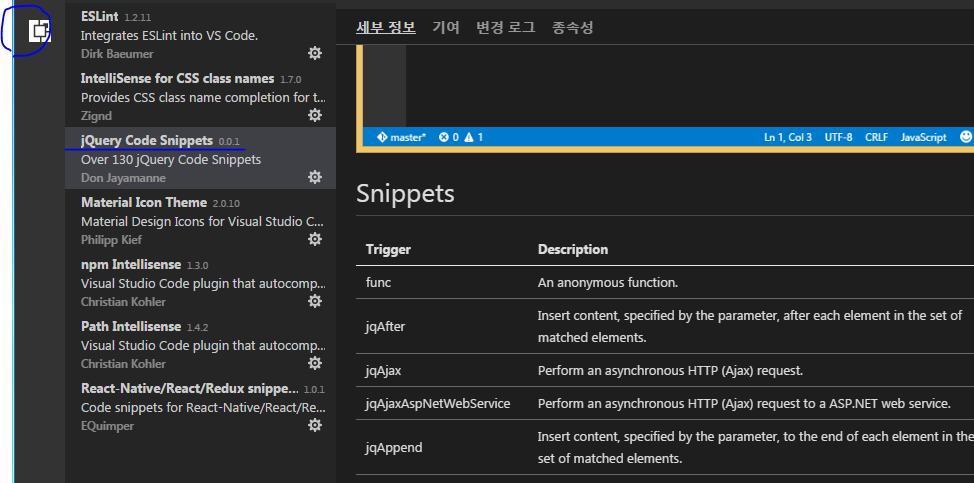 ESLint 1.2.11
Integrates ESLint into VS Code.
Dirk Baeumer
IntelliSense for CSS class names 1.7.0
Provides CSS class name completion for t...
Zignd
jQuery Code Snippets 0.0.1
Over 130 jQuery Code Snippets
Don Jayamanne
Material Icon Theme 2.0.10
Material Design Icons for Visual Studio C...
Philipp Kief
npm Intellisense 1.3.0
Visual Studio Code plugin that autocomp...
Christian Kohler
Path Intellisense 1.4.2
Visual Studio Code plugin that autocomp...
Christian Kohler
React-Native/React/Redux snippe... 1.0.1
Code snippets for React-Native/React/Re...
EQuimper
세부 정보 기여 변경 로그 종속성
master* 0 1 Ln 1, Col 3 UTF-8 CRLF JavaScript
Snippets
Trigger Description
func An anonymous function.
jqAfter Insert content, specified by the parameter, after each element in the set of
matched elements.
jqAjax Perform an asynchronous HTTP (Ajax) request.
jqAjaxAspNetWebService Perform an asynchronous HTTP (Ajax) request to a ASP.NET web service.
jqAppend Insert content, specified by the parameter, to the end of each element in the
set of matched elements.